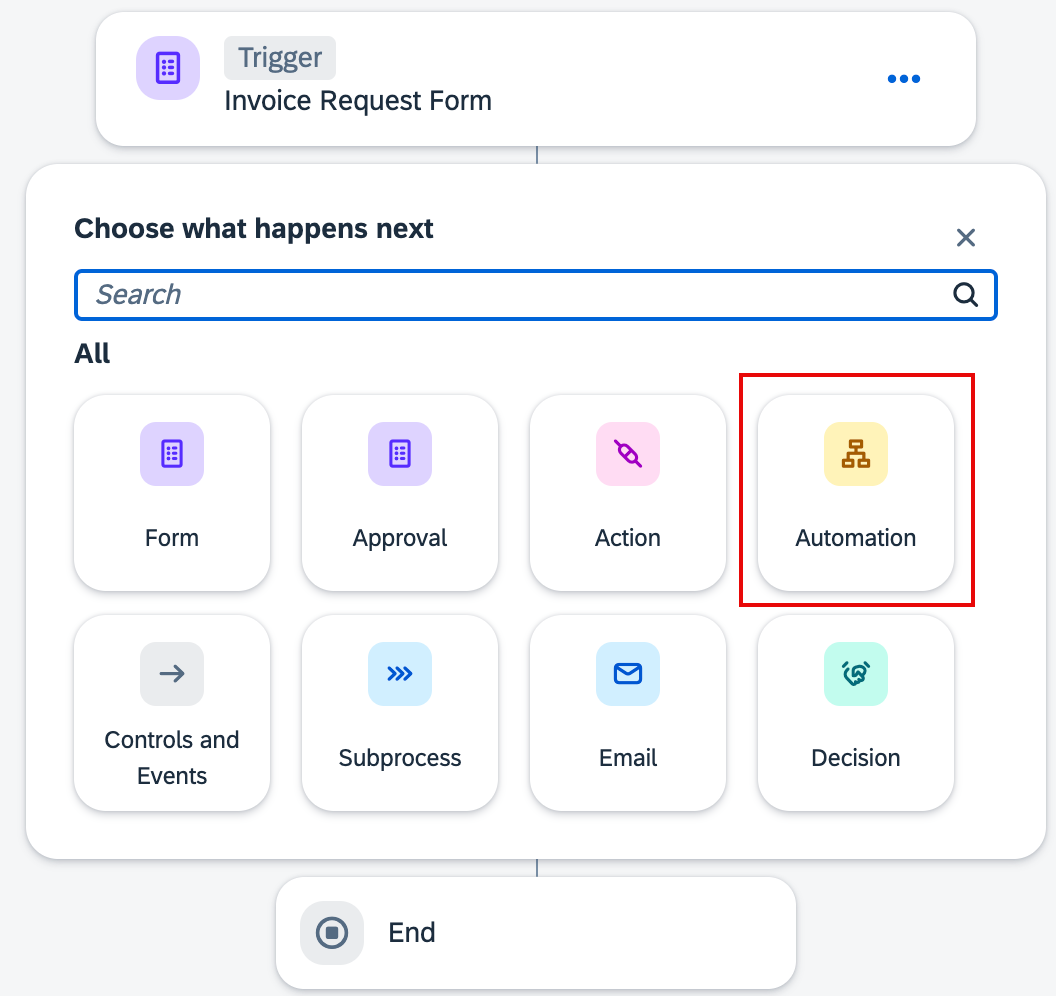 Trigger
Invoice Request Form
Choose what happens next
Search
All
Form
Approval
Action
Automation
Controls and
Events
Subprocess
Email
Decision
End